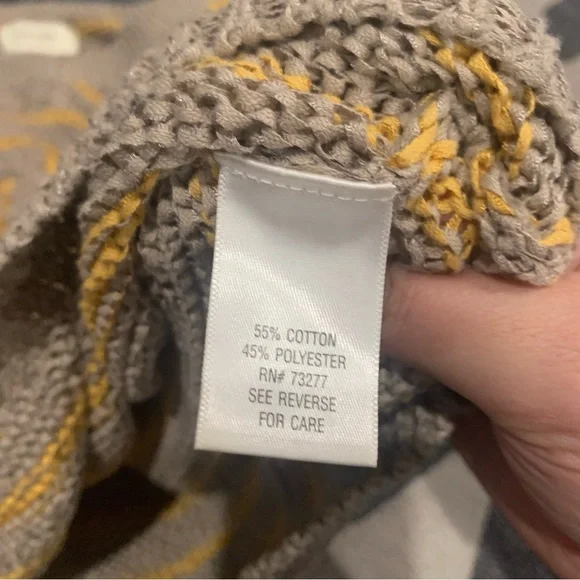 55% COTTON
45% POLYESTER
RN# 73277
SEE REVERSE
FOR CARE